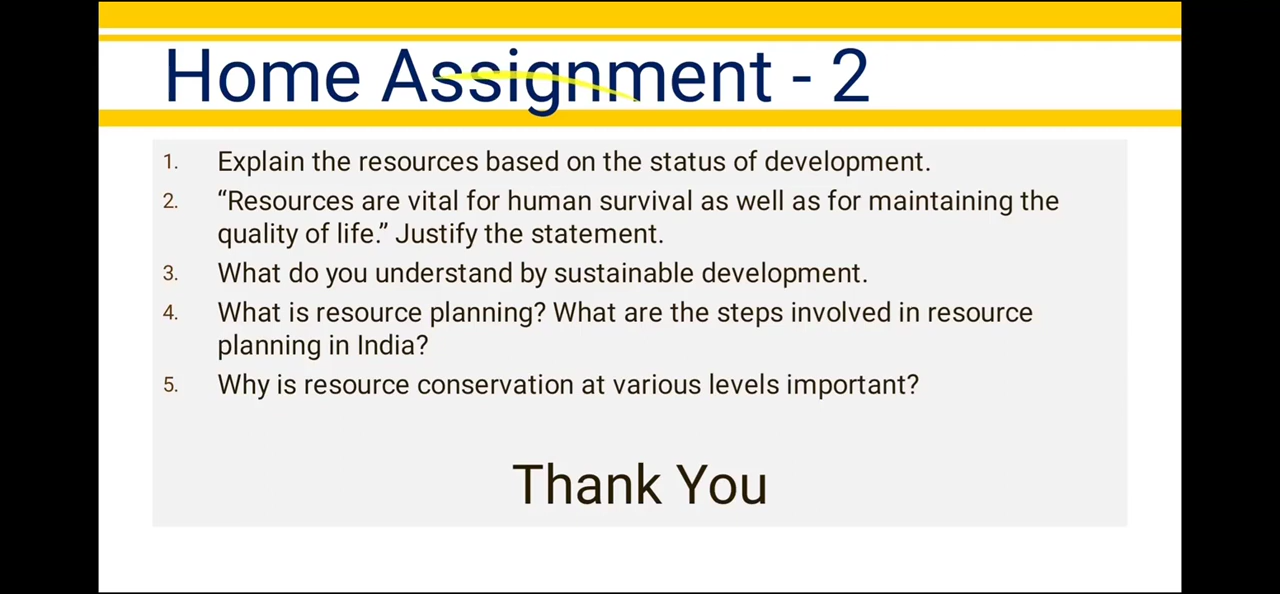 Home Assignment - 2
1. Explain the resources based on the status of development.
2. “Resources are vital for human survival as well as for maintaining the
quality of life.” Justify the statement.
3. What do you understand by sustainable development.
4. What is resource planning? What are the steps involved in resource
planning in India?
5. Why is resource conservation at various levels important?
Thank You